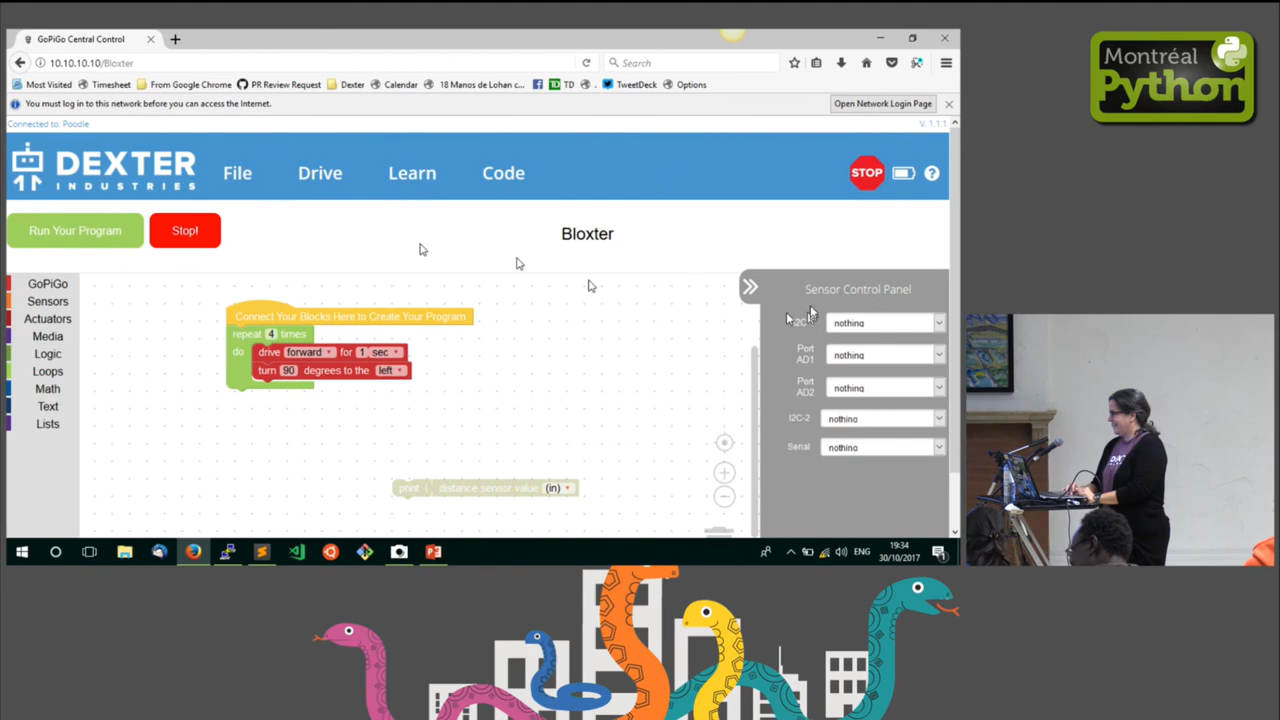 GoPiGo Central Control
10.10.10.10/Bloxter
Search
Most Visited Timesheet From Google Chrome PR Review Request Dexter Calendar 18 Manos de Lohan c... TD . TweetDeck Options
You must log in to this network before you can access the Internet.
Open Network Login Page
Connected to: Poodle
V. 1.1.1
DEXTER
INDUSTRIES
File Drive Learn Code
STOP
Run Your Program
Stop!
Bloxter
GoPiGo
Sensors
Actuators
Media
Logic
Loops
Math
Text
Lists
Connect Your Blocks Here to Create Your Program
repeat 4 times
do drive forward for 1 sec
turn 90 degrees to the left
print distance sensor value (in)
Sensor Control Panel
nothing
Port AD1 nothing
Port AD2 nothing
I2C-2 nothing
Serial nothing
ENG
19:34
30/10/2017
1
Montréal
Python